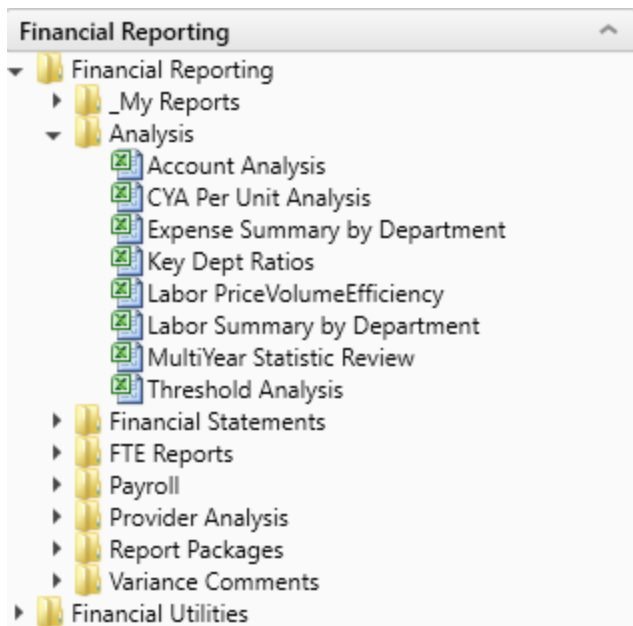 Financial Reporting
Financial Reporting
_My Reports
Analysis
Account Analysis
CYA Per Unit Analysis
Expense Summary by Department
Key Dept Ratios
Labor PriceVolumeEfficiency
Labor Summary by Department
MultiYear Statistic Review
Threshold Analysis
Financial Statements
FTE Reports
Payroll
Provider Analysis
Report Packages
Variance Comments
Financial Utilities